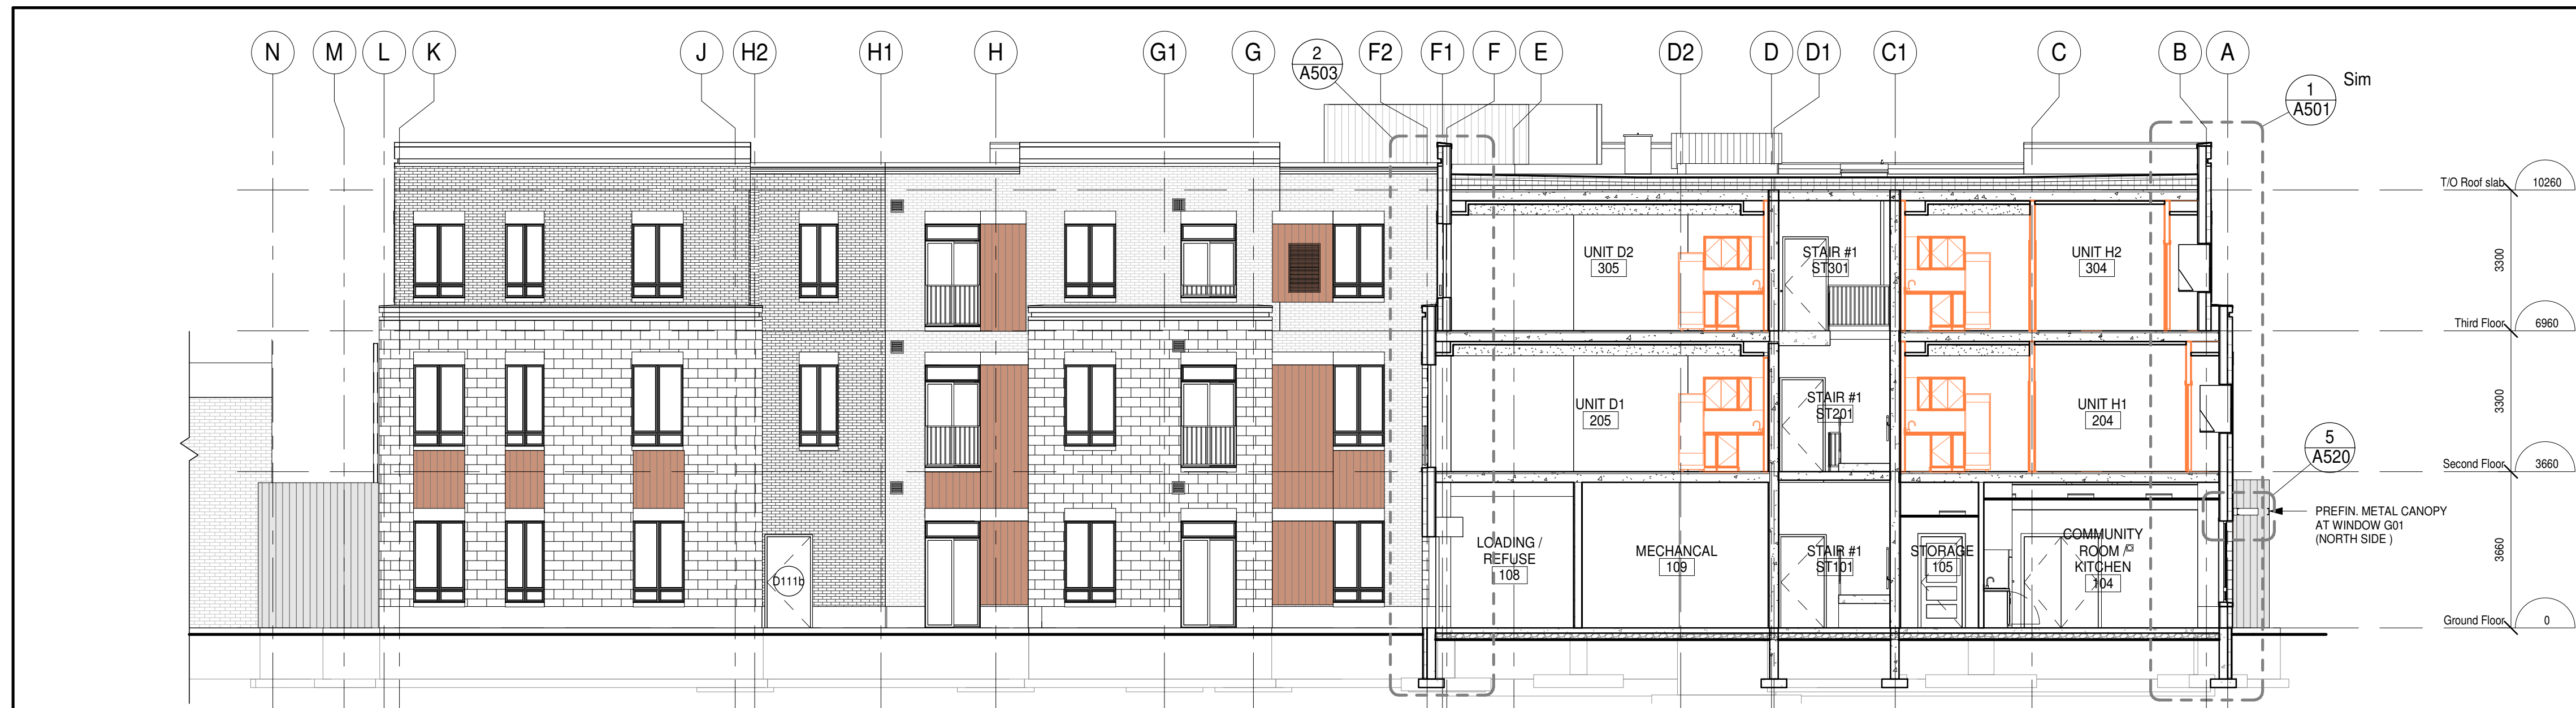 N
M
L
K
J
H2
H1
H
G1
G
2
A503
F2
F1
F
E
D2
D
D1
C1
C
B
A
1
A501
Sim
T/O Roof slab
10260
UNIT D2
305
STAIR #1
ST301
UNIT H2
304
3300
Third Floor
6960
UNIT D1
205
STAIR #1
ST201
UNIT H1
204
3300
5
A520
Second Floor
3660
PREFIN. METAL CANOPY
AT WINDOW G01
(NORTH SIDE )
LOADING /
REFUSE
108
MECHANCAL
109
STAIR #1
ST101
STORAGE
105
COMMUNITY
ROOM /
KITCHEN
104
3660
D111b
Ground Floor
0